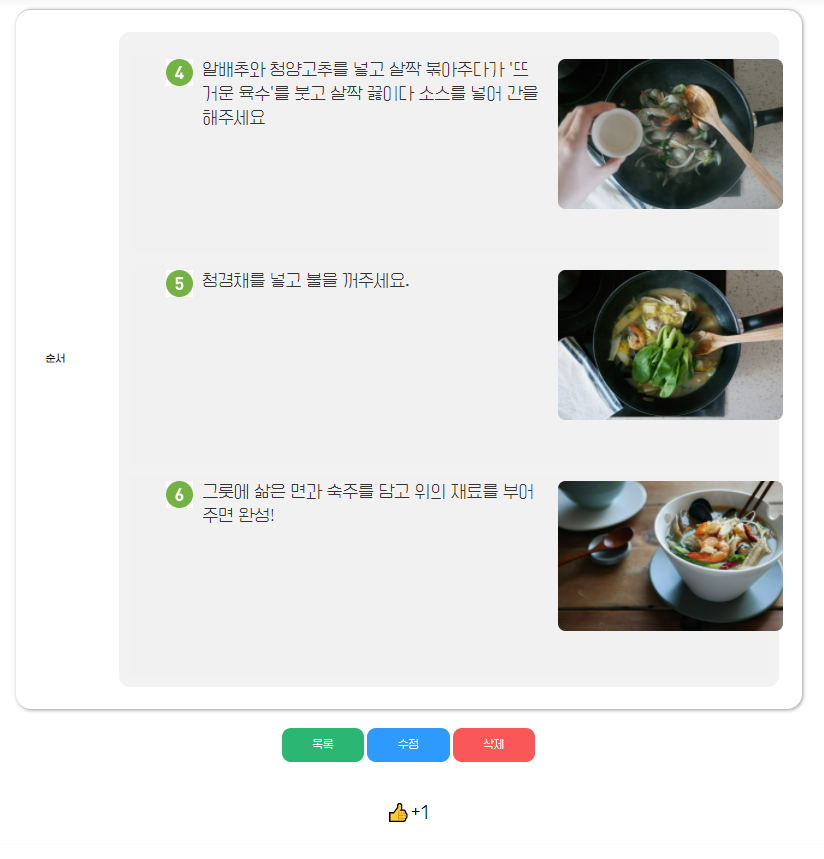 4 알배추와 청양고추를 넣고 살짝 볶아주다가 '뜨
거운 육수'를 붓고 살짝 끓이다 소스를 넣어 간을
해주세요
5 청경채를 넣고 불을 꺼주세요.
순서
6 그릇에 삶은 면과 숙주를 담고 위의 재료를 부어
주면 완성!
목록 수정 삭제
👍+1